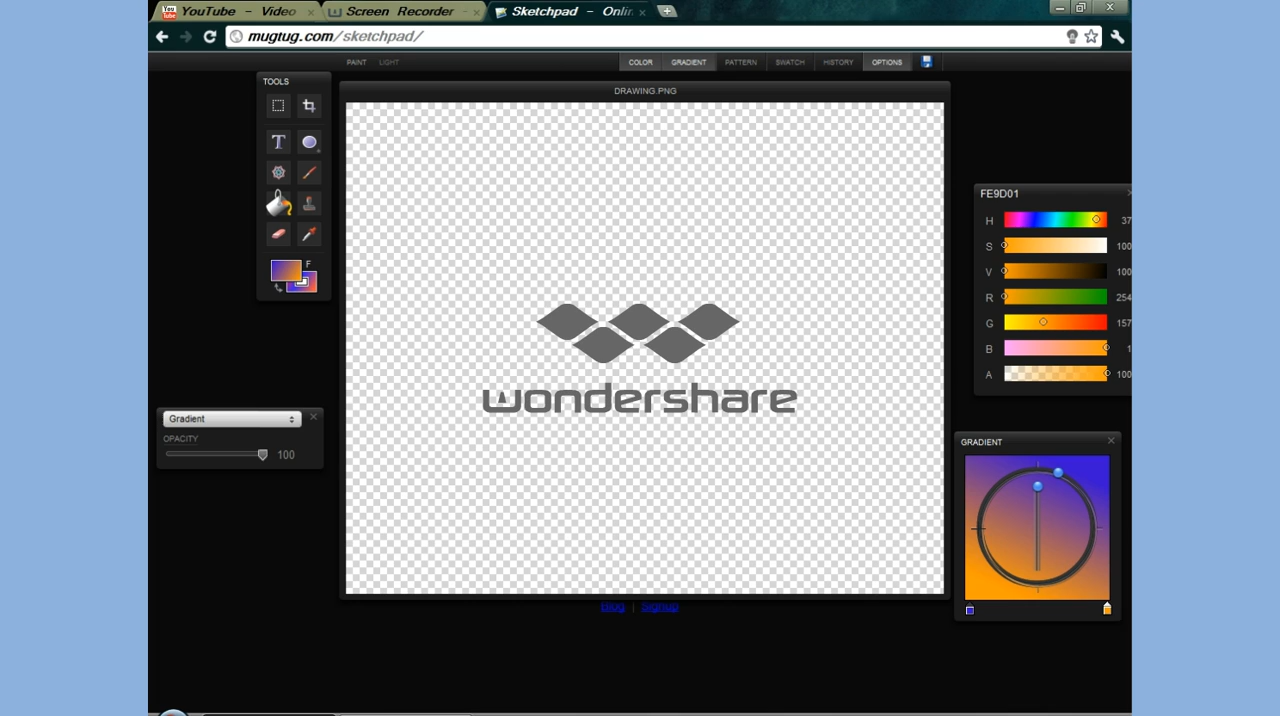 YouTube - Video
Screen Recorder -
Sketchpad - Onlin
mugtug.com/sketchpad/
PAINT LIGHT COLOR GRADIENT PATTERN SWATCH HISTORY OPTIONS
TOOLS
DRAWING.PNG
T
F
FE9D01
H 37
S 100
V 100
R 254
G 157
B 1
A 100
wondershare
Gradient
OPACITY
100
GRADIENT
Blog | Signup